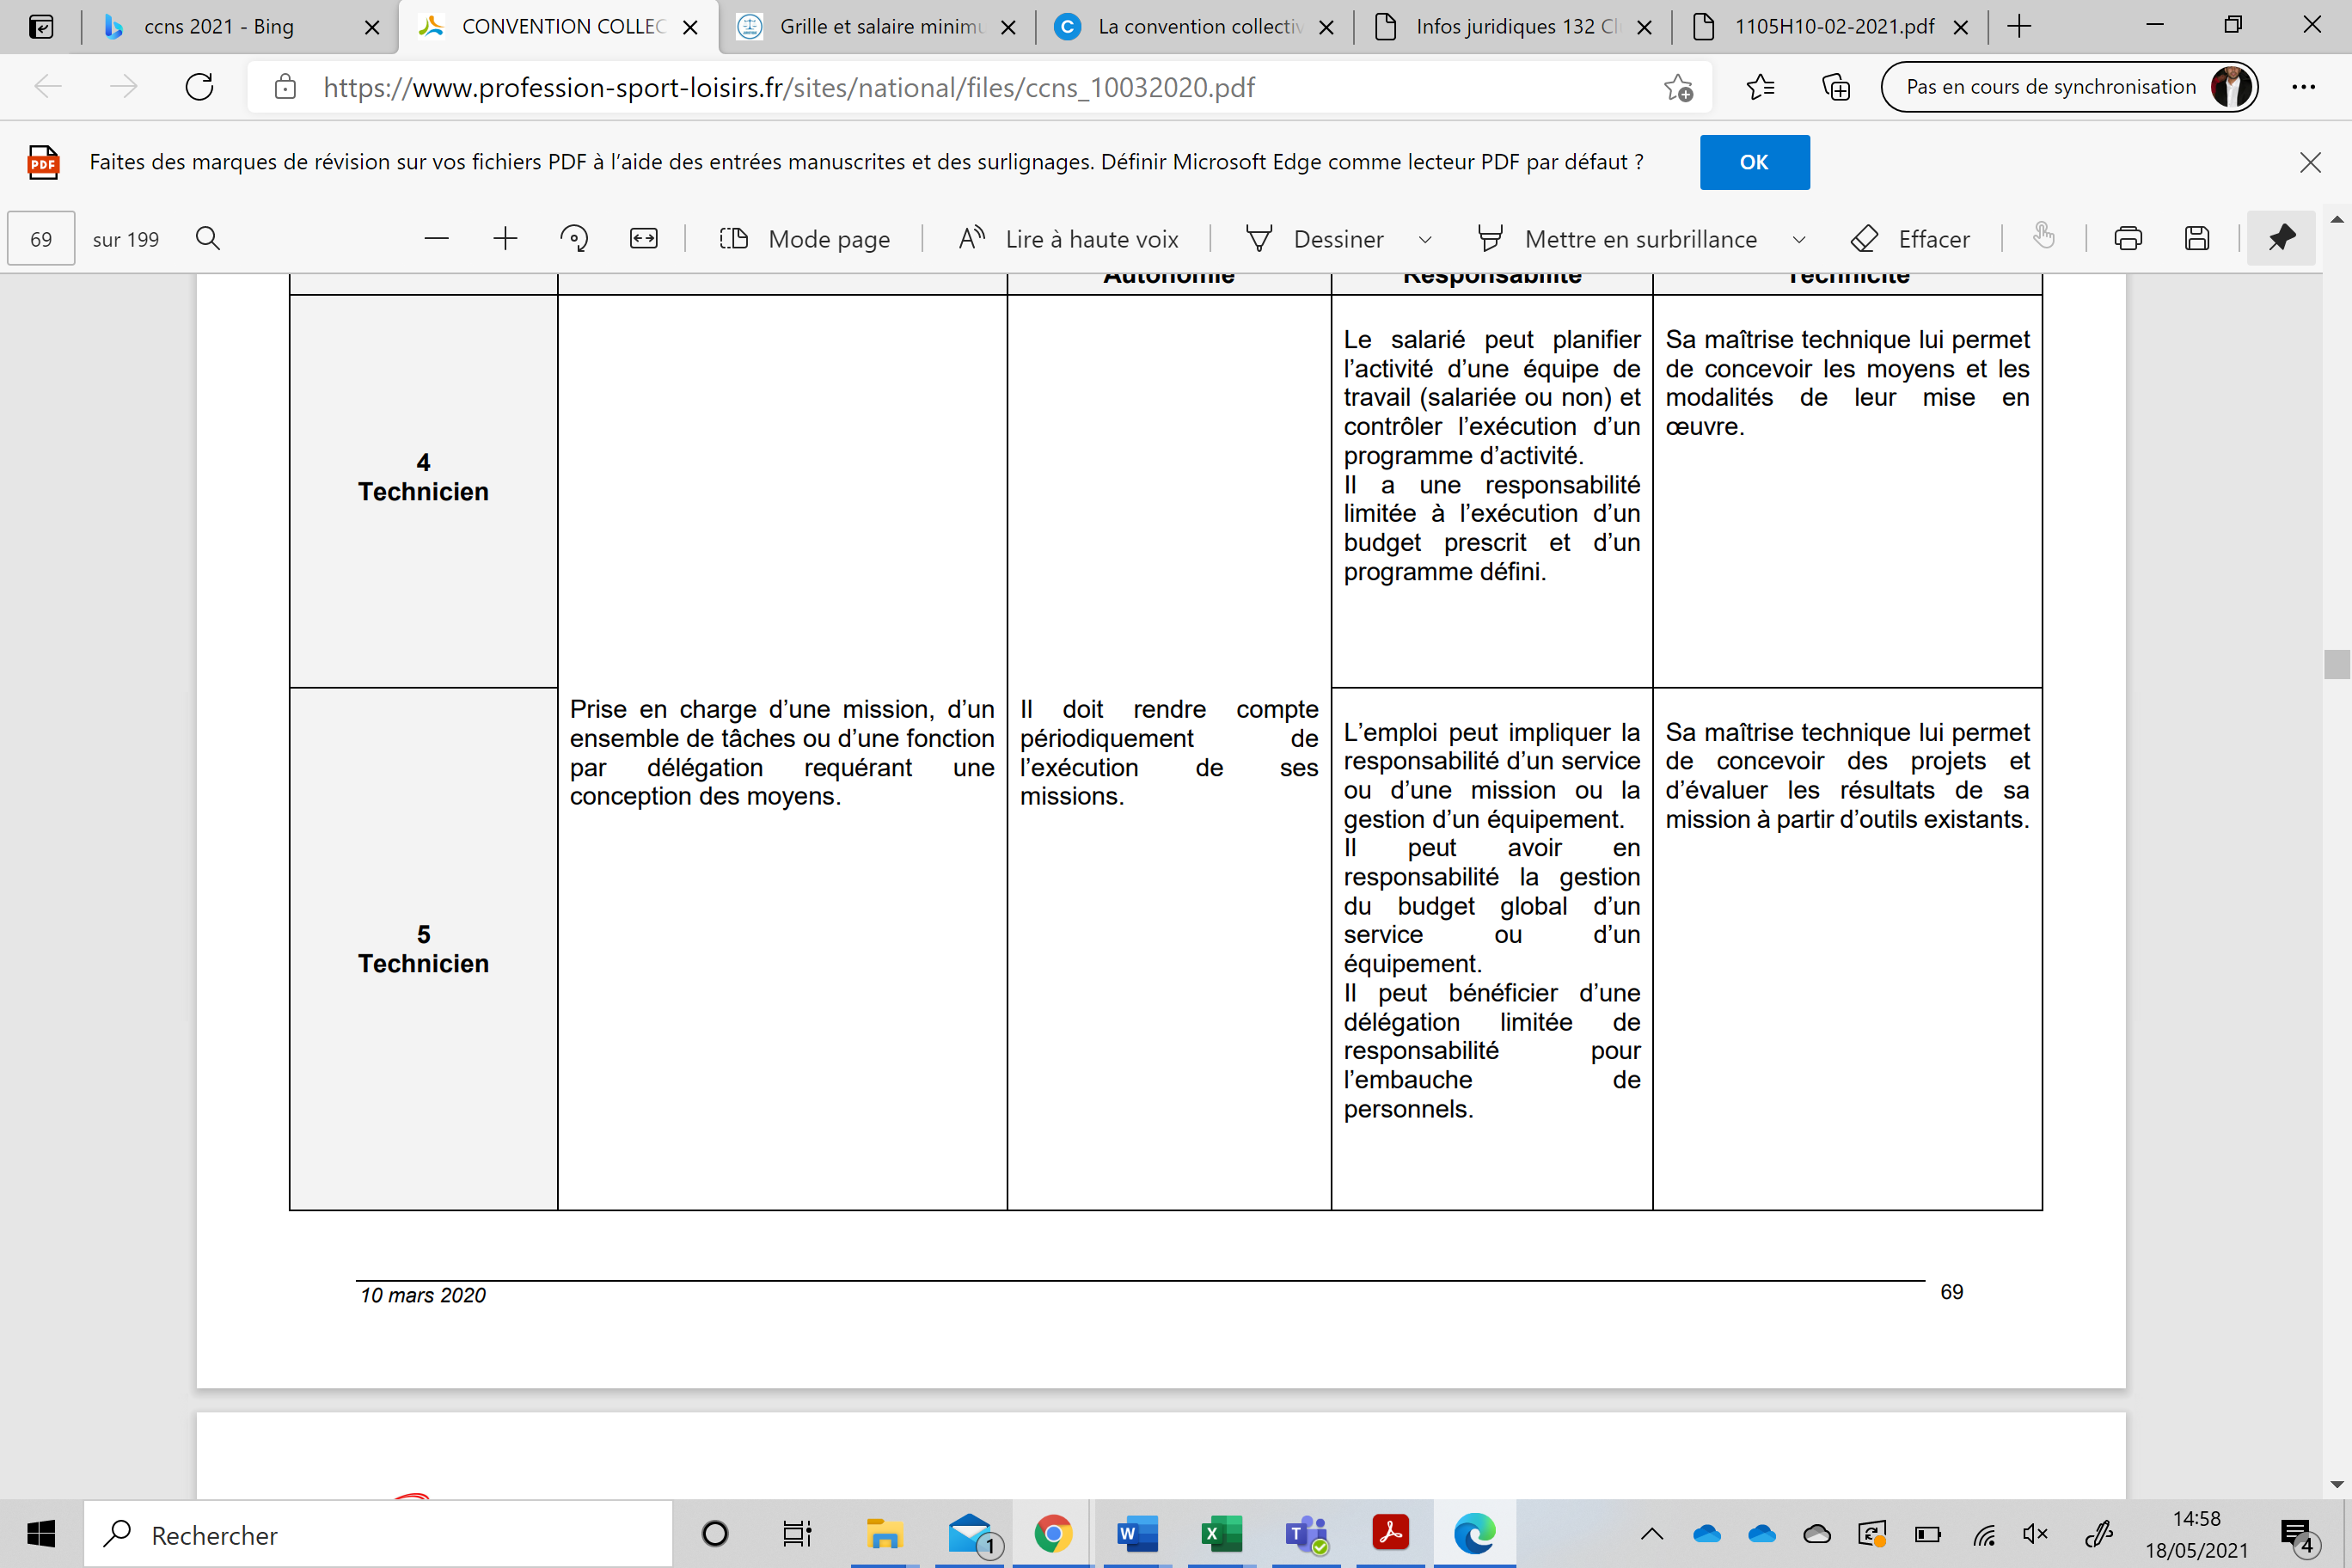 ccns 2021 - Bing
CONVENTION COLLEC
Grille et salaire minimu
La convention collectiv
Infos juridiques 132 Cl
1105H10-02-2021.pdf
https://www.profession-sport-loisirs.fr/sites/national/files/ccns_10032020.pdf
Pas en cours de synchronisation
PDF
Faites des marques de révision sur vos fichiers PDF à l’aide des entrées manuscrites et des surlignages. Définir Microsoft Edge comme lecteur PDF par défaut ?
OK
69 sur 199
Mode page
Lire à haute voix
Dessiner
Mettre en surbrillance
Effacer
Autonomie
Responsabilité
Technicité
4
Technicien
Le salarié peut planifier
l’activité d’une équipe de
travail (salariée ou non) et
contrôler l’exécution d’un
programme d’activité.
Il a une responsabilité
limitée à l’exécution d’un
budget prescrit et d’un
programme défini.
Sa maîtrise technique lui permet
de concevoir les moyens et les
modalités de leur mise en
œuvre.
5
Technicien
Prise en charge d’une mission, d’un
ensemble de tâches ou d’une fonction
par délégation requérant une
conception des moyens.
Il doit rendre compte
périodiquement de
l’exécution de ses
missions.
L’emploi peut impliquer la
responsabilité d’un service
ou d’une mission ou la
gestion d’un équipement.
Il peut avoir en
responsabilité la gestion
du budget global d’un
service ou d’un
équipement.
Il peut bénéficier d’une
délégation limitée de
responsabilité pour
l’embauche de
personnels.
Sa maîtrise technique lui permet
de concevoir des projets et
d’évaluer les résultats de sa
mission à partir d’outils existants.
10 mars 2020
69
Rechercher
1
14:58
18/05/2021
4